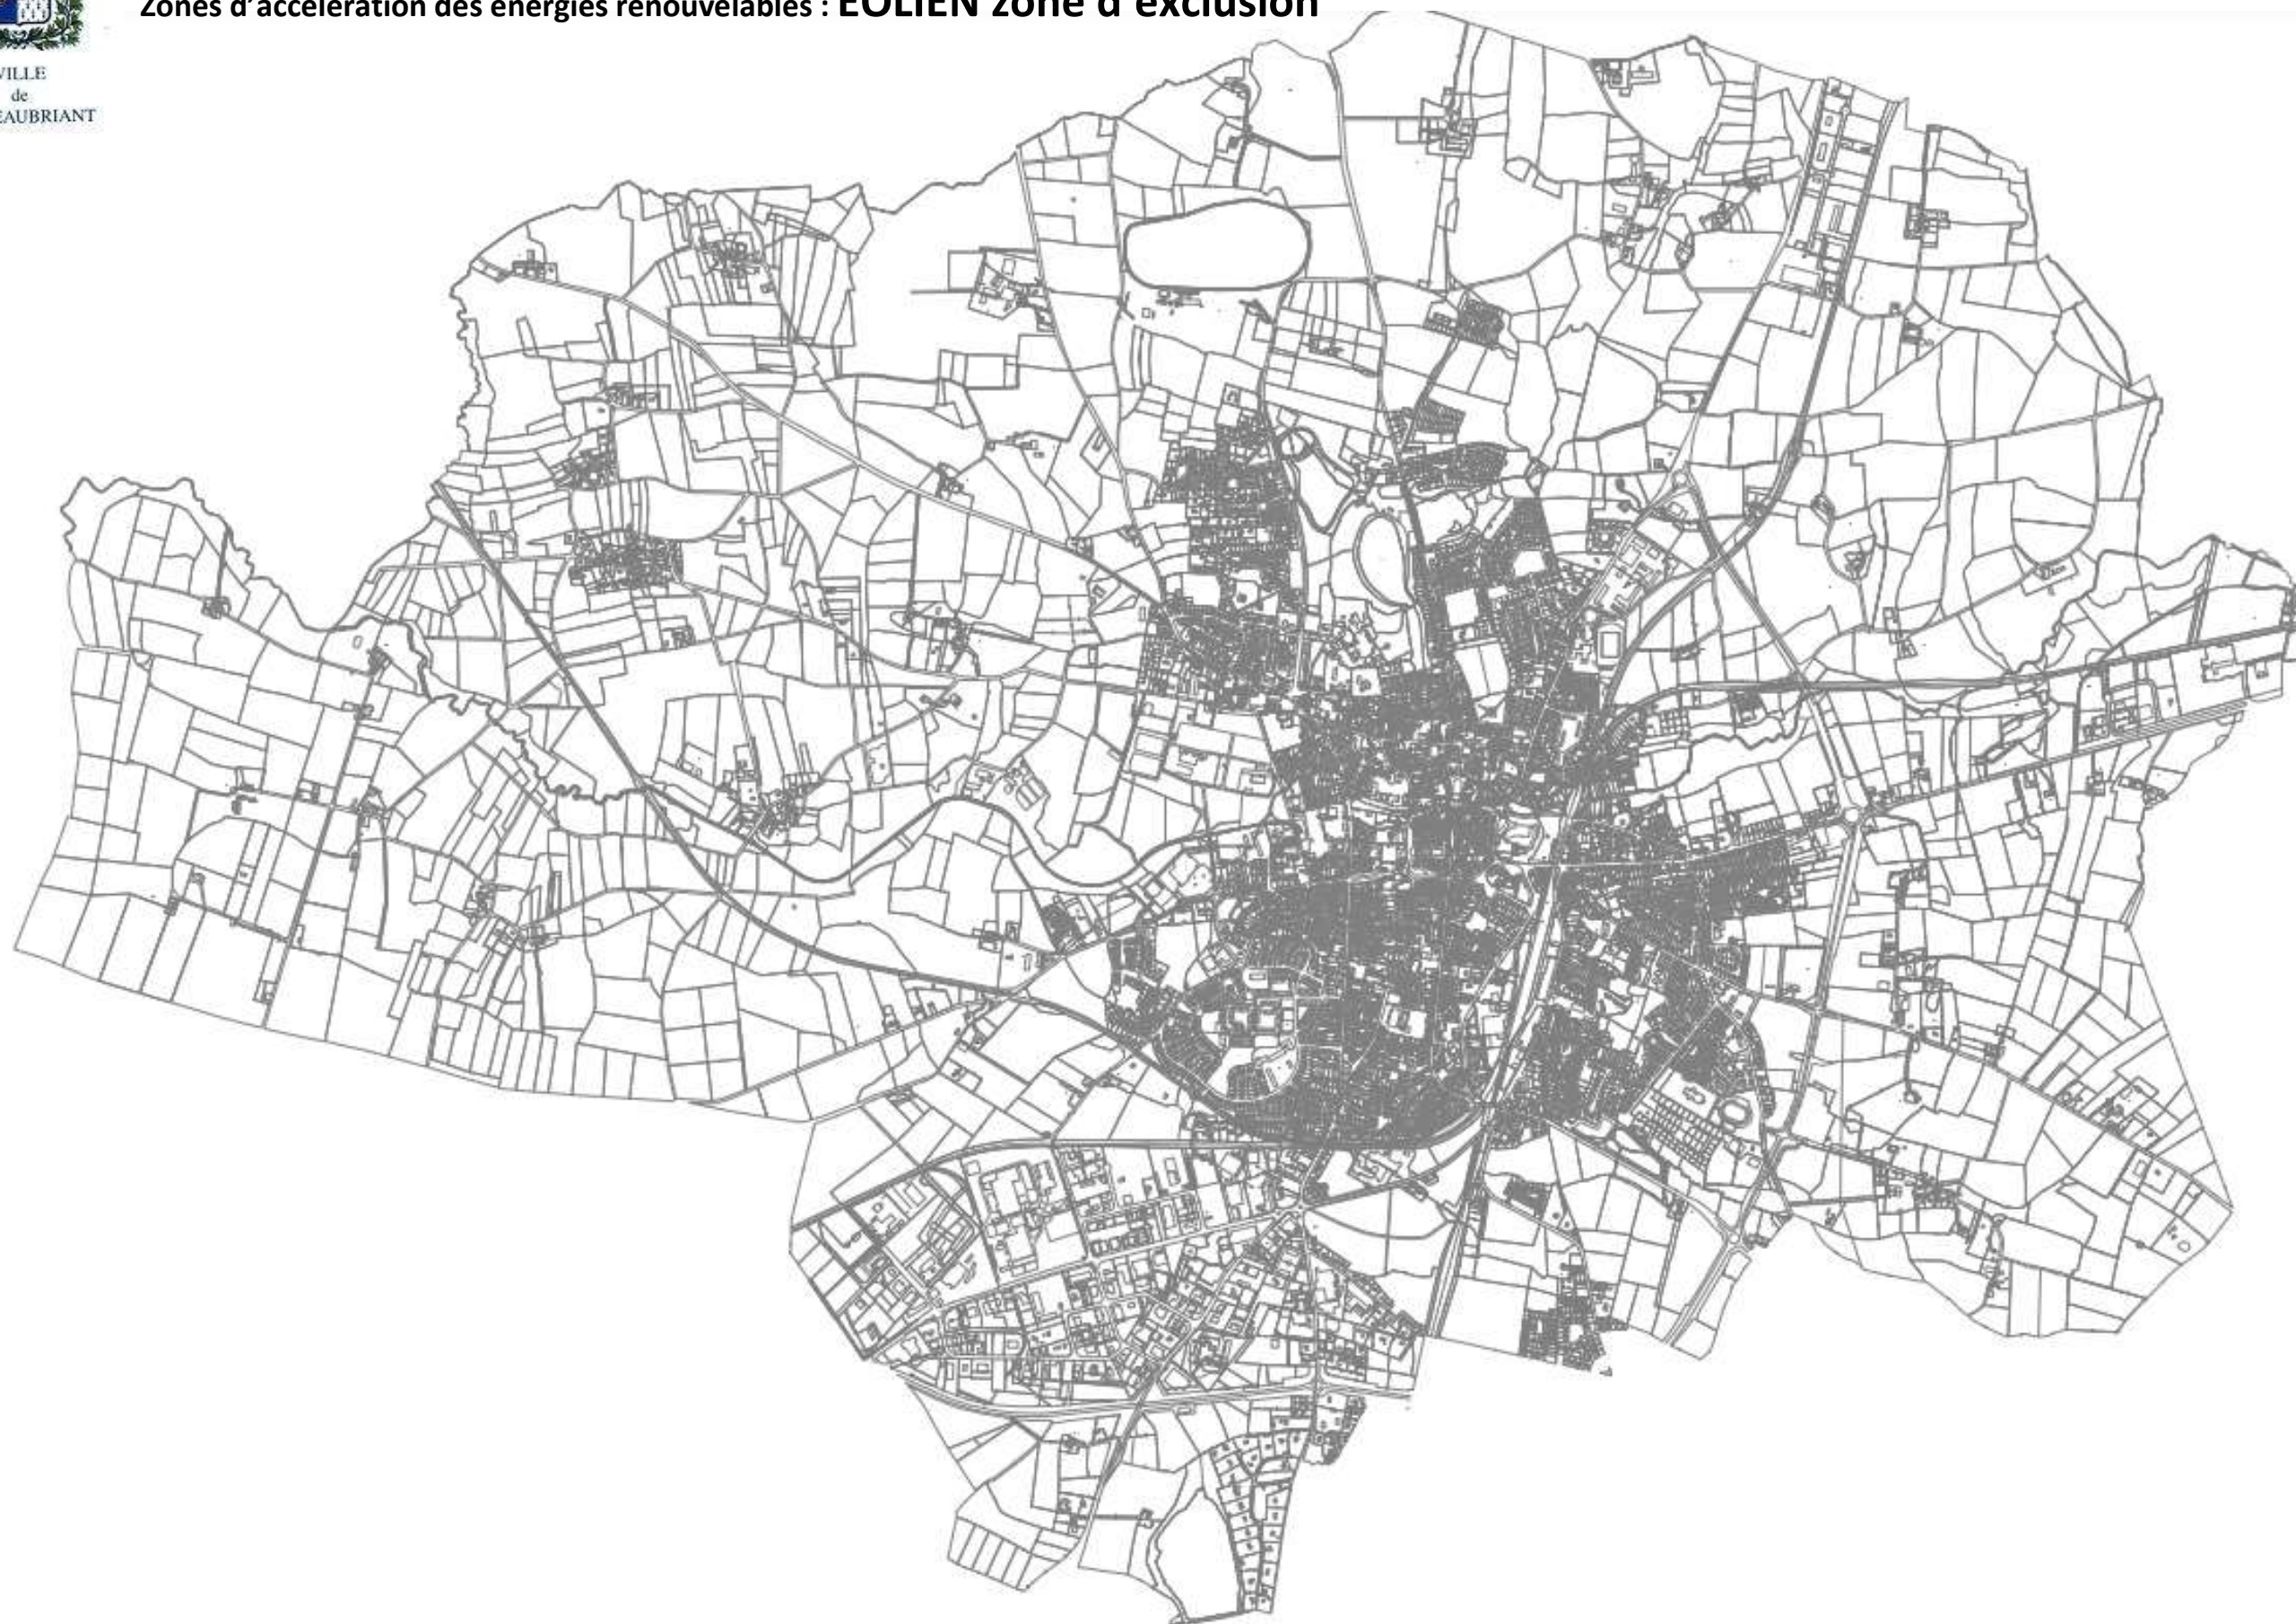 Zones d'accélération des énergies renouvelables : EOLIEN zone d'exclusion
VILLE
de
EAUBRIANT